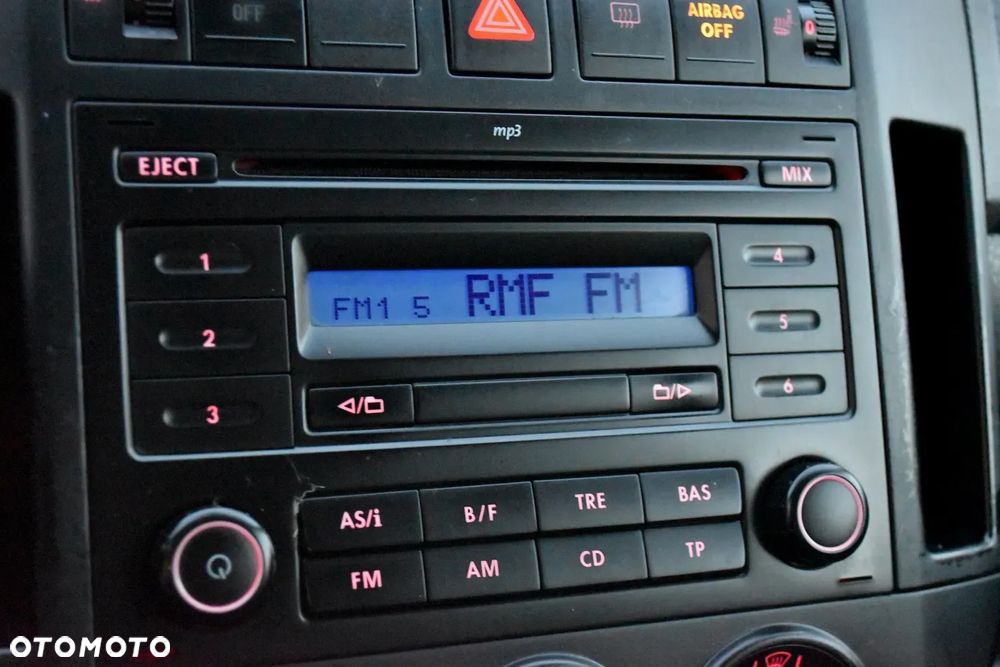 OFF
AIRBAG
OFF
0
mp3
EJECT
MIX
1
4
FM1 5 RMF FM
2
5
3
6
AS/i
B/F
TRE
BAS
FM
AM
CD
TP
OTOMOTO